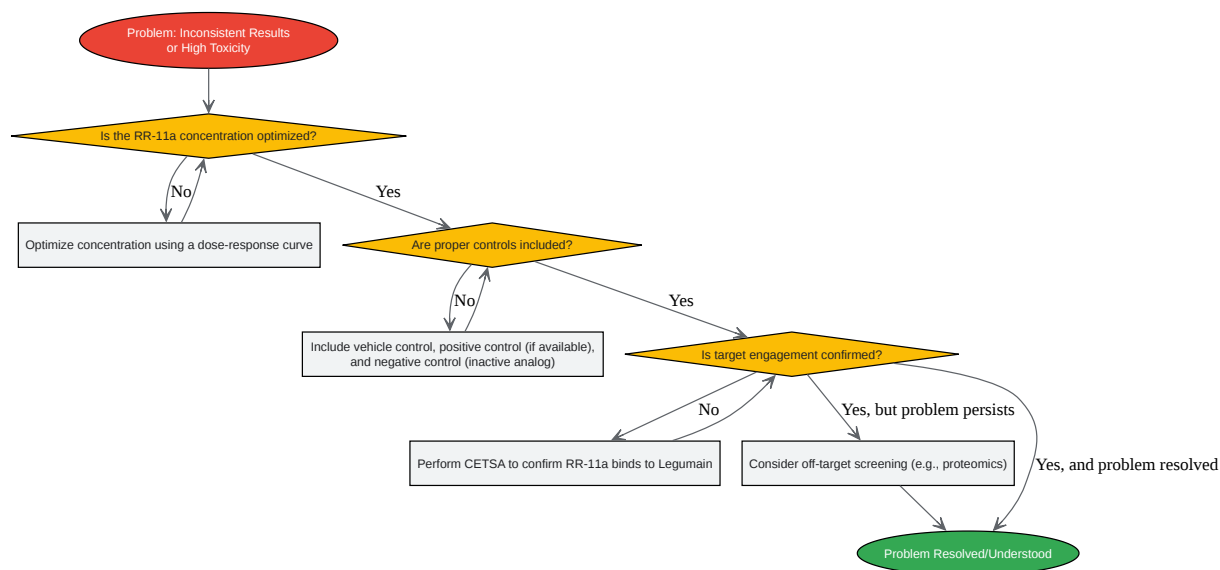 Problem: Inconsistent Results
or High Toxicity
Is the RR-11a concentration optimized?
No
Yes
Optimize concentration using a dose-response curve
Are proper controls included?
No
Yes
Include vehicle control, positive control (if available),
and negative control (inactive analog)
Is target engagement confirmed?
No
Yes, but problem persists
Yes, and problem resolved
Perform CETSA to confirm RR-11a binds to Legumain
Consider off-target screening (e.g., proteomics)
Problem Resolved/Understood